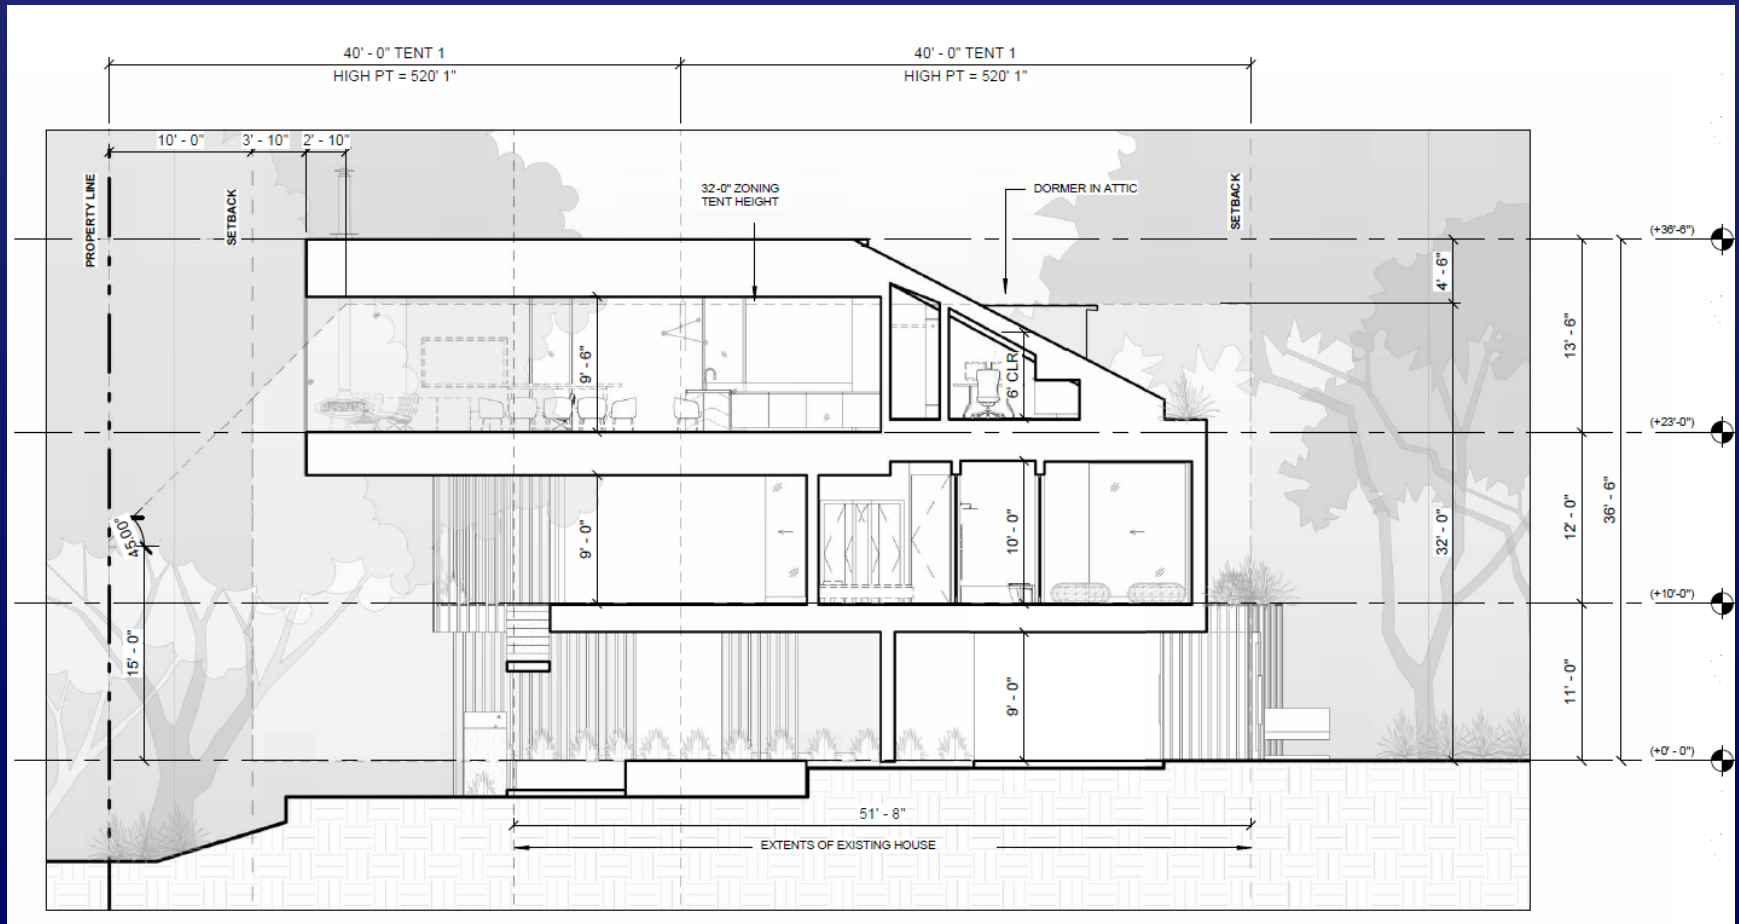 40' - 0" TENT 1
HIGH PT = 520' 1"
40' - 0" TENT 1
HIGH PT = 520' 1"
10' - 0"
3' - 10"
2' - 10"
PROPERTY LINE
SETBACK
32'-0" ZONING
TENT HEIGHT
DORMER IN ATTIC
SETBACK
(+36'-6")
4' - 6"
13' - 6"
9' - 6"
6' CLR
(+23'-0")
36' - 6"
45.00°
9' - 0"
10' - 0"
32' - 0"
12' - 0"
(+10'-0")
15' - 0"
9' - 0"
11' - 0"
(+0' - 0")
51' - 8"
EXTENTS OF EXISTING HOUSE